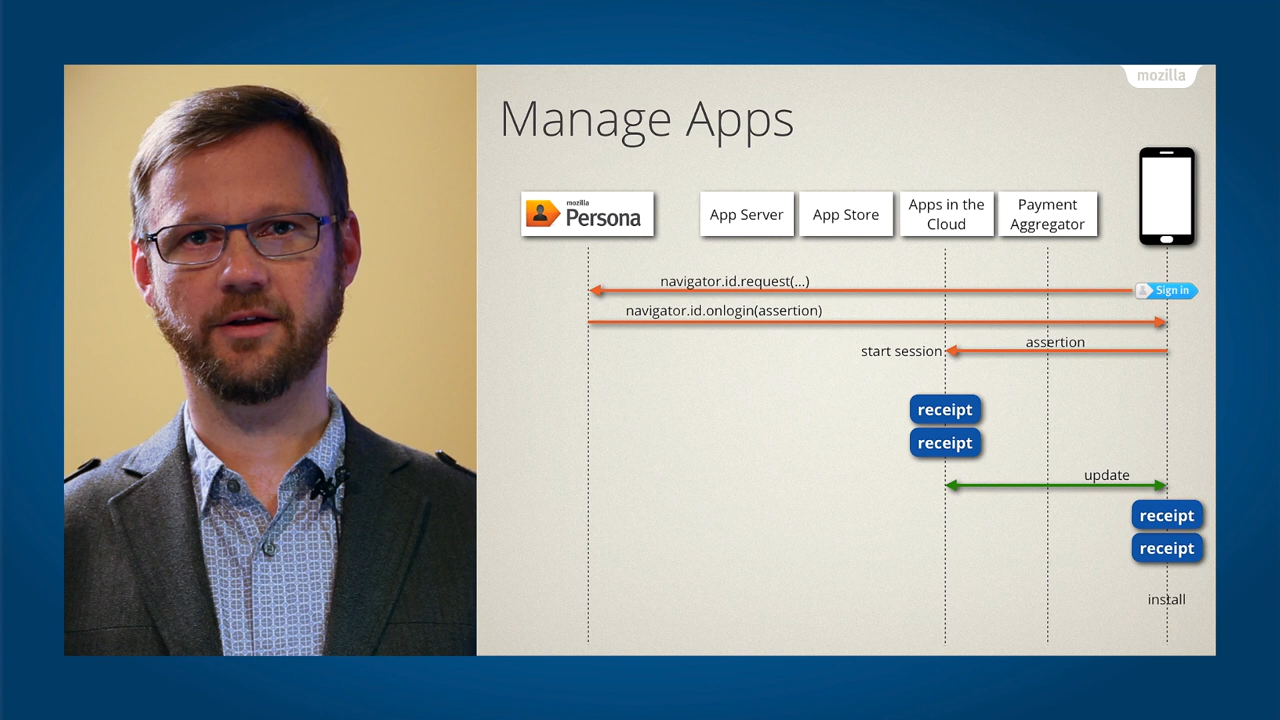 mozilla
Manage Apps
mozilla
Persona
App Server
App Store
Apps in the
Cloud
Payment
Aggregator
navigator.id.request(...)
Sign in
navigator.id.onlogin(assertion)
assertion
start session
receipt
receipt
update
receipt
receipt
install